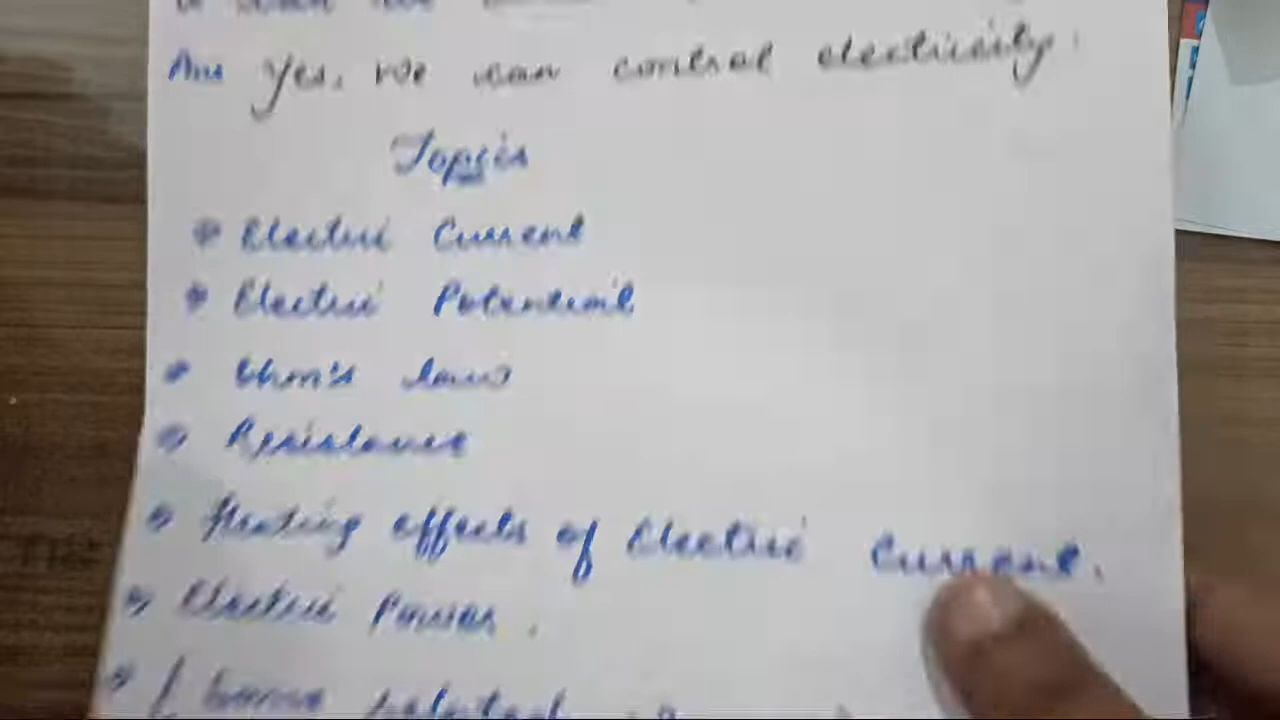 Ans Yes, we can control electricity.
Topics
* Electric Current
* Electric Potential
* Ohm's law
* Resistance
* Heating effects of Electric Current.
* Electric Power.